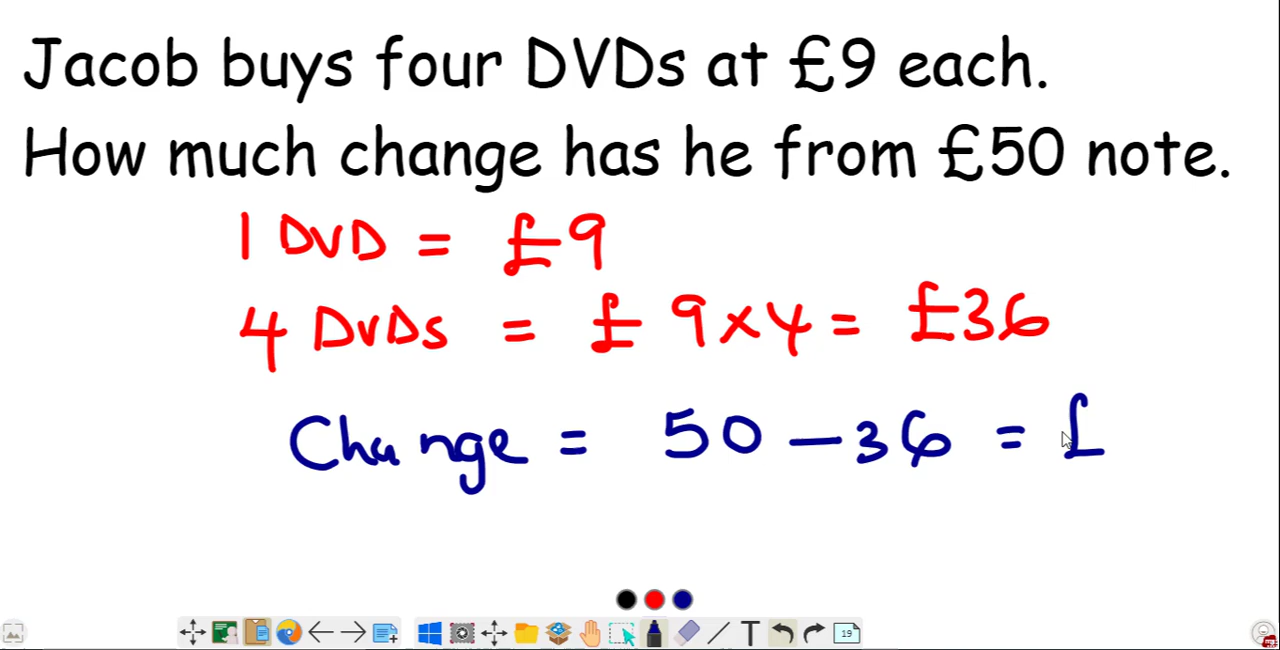 Jacob buys four DVDs at £9 each.
How much change has he from £50 note.
1 DVD = £9
4 DVDs = £ 9 x 4 = £36
Change = 50 - 36 = £
T 19